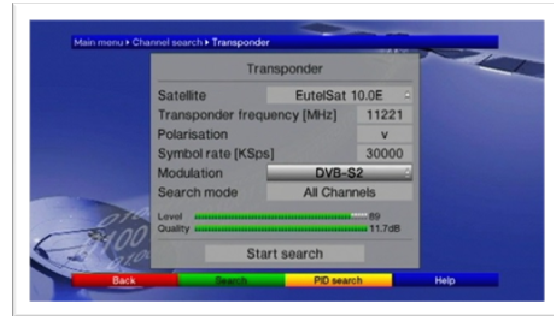 Main menu ▸ Channel search ▸ Transponder
Transponder
Satellite EutelSat 10.0E
Transponder frequency [MHz] 11221
Polarisation v
Symbol rate [KSps] 30000
Modulation DVB-S2
Search mode All Channels
Level 89
Quality 11.7dB
Start search
Back Search PID search Help